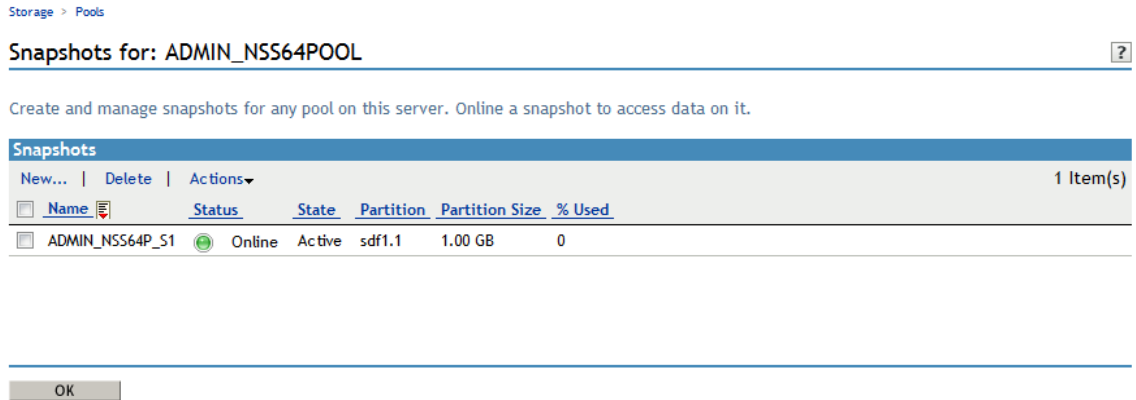 Storage > Pools
Snapshots for: ADMIN_NSS64POOL
?
Create and manage snapshots for any pool on this server. Online a snapshot to access data on it.
Snapshots
New... | Delete | Actions 1 Item(s)
Name Status State Partition Partition Size % Used
ADMIN_NSS64P_S1 Online Active sdf1.1 1.00 GB 0
OK